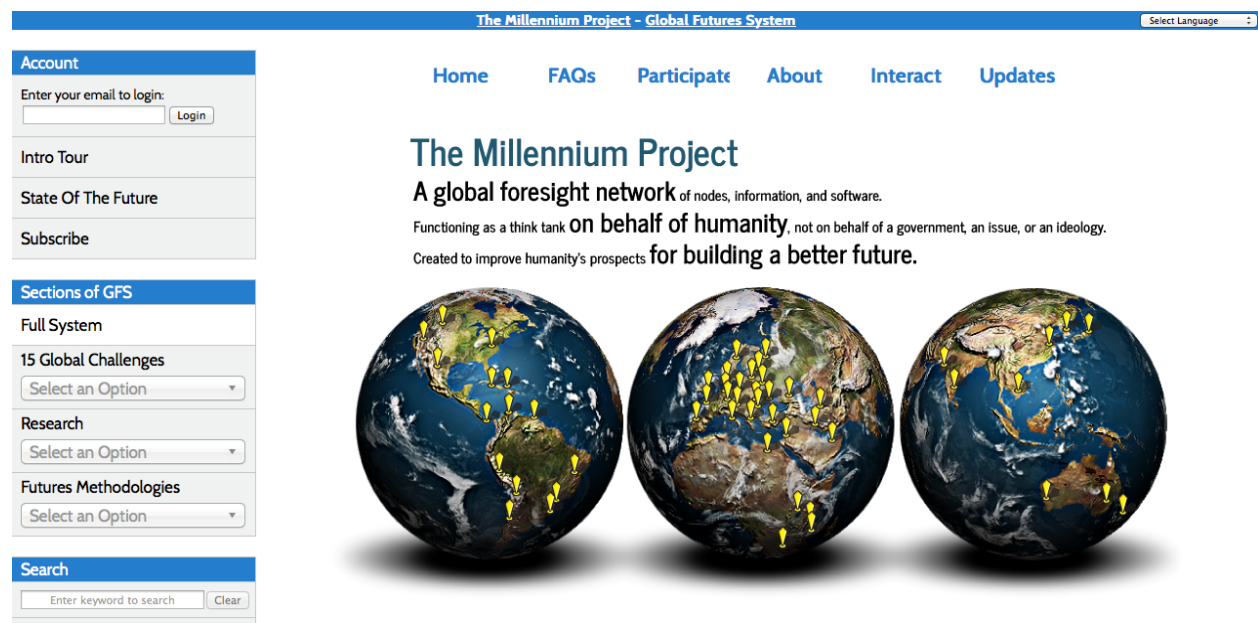 The Millennium Project - Global Futures System
Select Language
Account
Enter your email to login:
Login
Intro Tour
State Of The Future
Subscribe
Sections of GFS
Full System
15 Global Challenges
Select an Option
Research
Select an Option
Futures Methodologies
Select an Option
Search
Enter keyword to search
Clear
Home FAQs Participate About Interact Updates
The Millennium Project
A global foresight network of nodes, information, and software.
Functioning as a think tank on behalf of humanity, not on behalf of a government, an issue, or an ideology.
Created to improve humanity's prospects for building a better future.